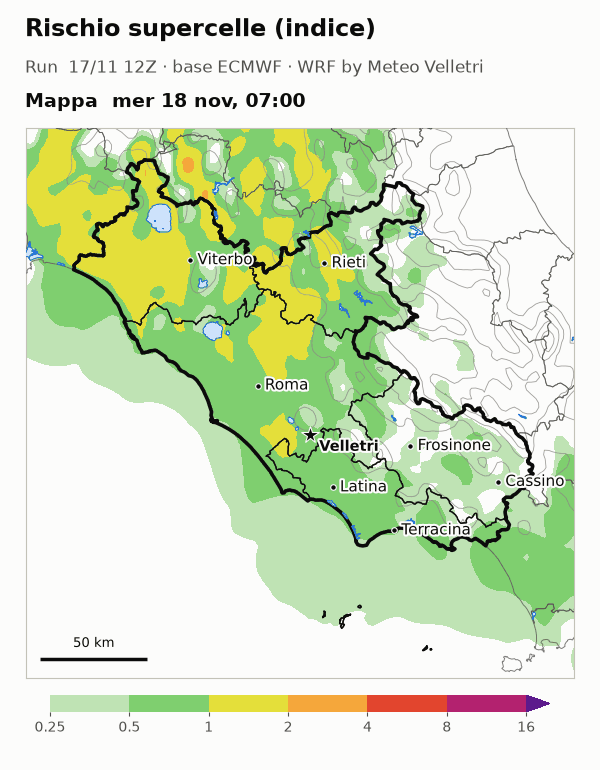 Rischio supercelle (indice)
Run  17/11 12Z · base ECMWF · WRF by Meteo Velletri
Mappa  mer 18 nov, 07:00
Viterbo
Rieti
Roma
Velletri
Frosinone
Cassino
Latina
Terracina
50 km
0.25 0.5 1 2 4 8 16